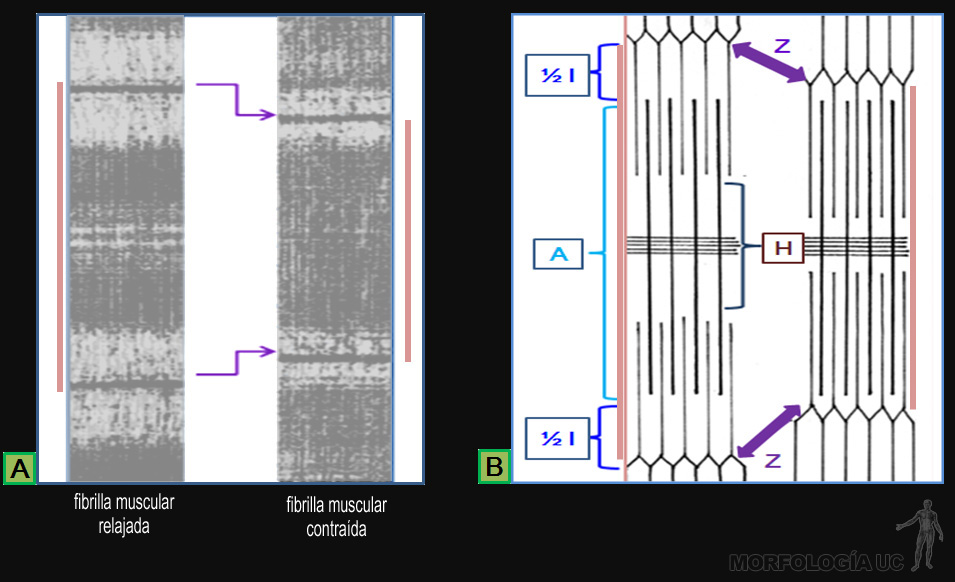 A
fibrilla muscular
relajada
fibrilla muscular
contraída
B
½ I
A
½ I
H
Z
Z
MORFOLOGÍA UC